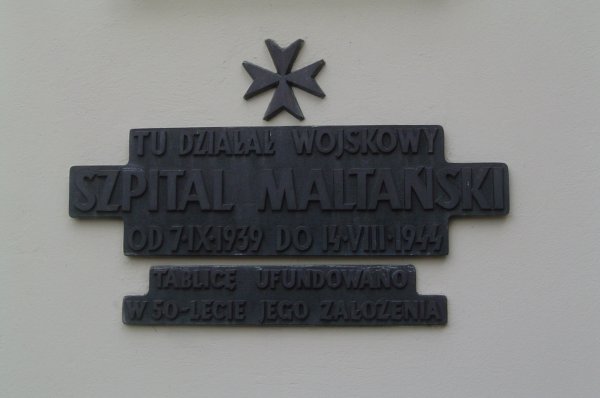 TU DZIAŁAŁ WOJSKOWY
SZPITAL MALTAŃSKI
OD 7·IX·1939 DO 14·VIII·1944
TABLICĘ UFUNDOWANO
W 50-LECIE JEGO ZAŁOŻENIA